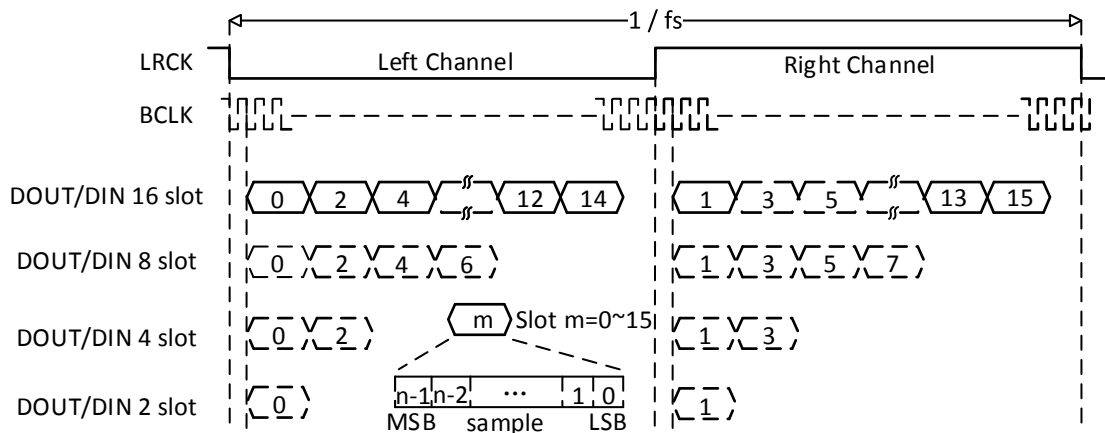 1 / fs
LRCK Left Channel Right Channel
BCLK
DOUT/DIN 16 slot 0 2 4 12 14 1 3 5 13 15
DOUT/DIN 8 slot 0 2 4 6 1 3 5 7
m Slot m=0~15
DOUT/DIN 4 slot 0 2 1 3
n-1 n-2 ... 1 0
DOUT/DIN 2 slot 0 1
MSB sample LSB